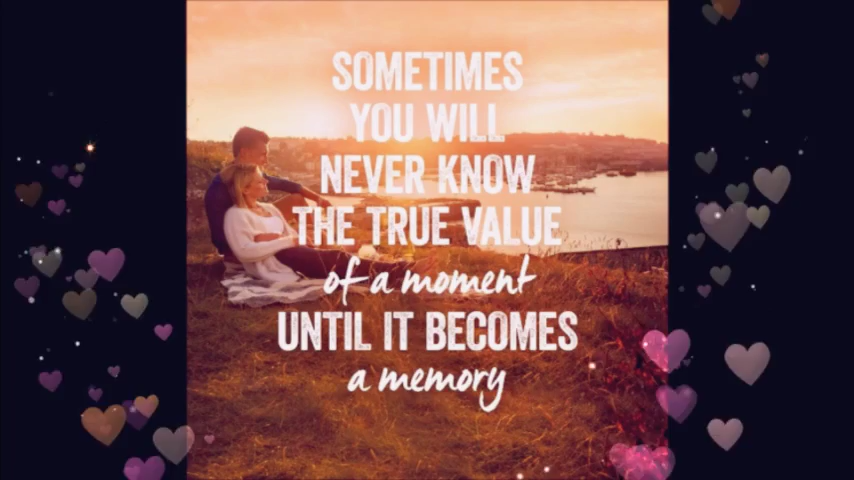 SOMETIMES
YOU WILL
NEVER KNOW
THE TRUE VALUE
of a moment
UNTIL IT BECOMES
a memory